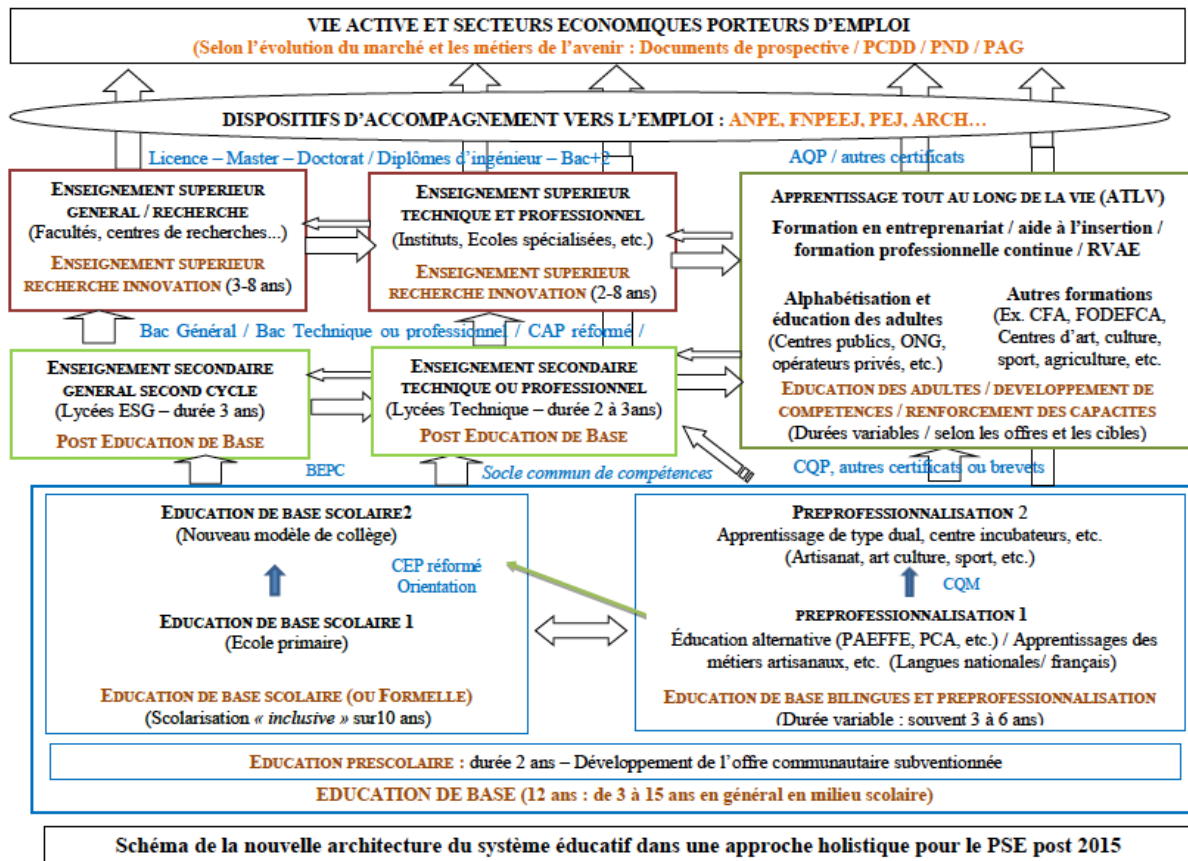 VIE ACTIVE ET SECTEURS ECONOMIQUES PORTEURS D'EMPLOI
(Selon l'évolution du marché et les métiers de l'avenir : Documents de prospective / PCDD / PND / PAG
DISPOSITIFS D'ACCOMPAGNEMENT VERS L'EMPLOI : ANPE, FNPEEJ, PEJ, ARCH…
Licence – Master – Doctorat / Diplômes d'ingénieur – Bac+2
AQP / autres certificats
ENSEIGNEMENT SUPERIEUR
GENERAL / RECHERCHE
(Facultés, centres de recherches...)
ENSEIGNEMENT SUPERIEUR
RECHERCHE INNOVATION (3-8 ans)
ENSEIGNEMENT SUPERIEUR
TECHNIQUE ET PROFESSIONNEL
(Instituts, Ecoles spécialisées, etc.)
ENSEIGNEMENT SUPERIEUR
RECHERCHE INNOVATION (2-8 ans)
APPRENTISSAGE TOUT AU LONG DE LA VIE (ATLV)
Formation en entreprenariat / aide à l'insertion /
formation professionnelle continue / RVAE
Alphabétisation et
éducation des adultes
(Centres publics, ONG,
opérateurs privés, etc.)
Autres formations
(Ex. CFA, FODEFCA,
Centres d'art, culture,
sport, agriculture, etc.
EDUCATION DES ADULTES / DEVELOPPEMENT DE
COMPETENCES / RENFORCEMENT DES CAPACITES
(Durées variables / selon les offres et les cibles)
Bac Général / Bac Technique ou professionnel / CAP réformé /
ENSEIGNEMENT SECONDAIRE
GENERAL SECOND CYCLE
(Lycées ESG – durée 3 ans)
POST EDUCATION DE BASE
ENSEIGNEMENT SECONDAIRE
TECHNIQUE OU PROFESSIONNEL
(Lycées Technique – durée 2 à 3ans)
POST EDUCATION DE BASE
BEPC
Socle commun de compétences
CQP, autres certificats ou brevets
EDUCATION DE BASE SCOLAIRE2
(Nouveau modèle de collège)
CEP réformé
Orientation
EDUCATION DE BASE SCOLAIRE 1
(Ecole primaire)
EDUCATION DE BASE SCOLAIRE (OU FORMELLE)
(Scolarisation « inclusive » sur10 ans)
PREPROFESSIONNALISATION 2
Apprentissage de type dual, centre incubateurs, etc.
(Artisanat, art culture, sport, etc.)
CQM
PREPROFESSIONNALISATION 1
Éducation alternative (PAEFFE, PCA, etc.) / Apprentissages des
métiers artisanaux, etc. (Langues nationales/ français)
EDUCATION DE BASE BILINGUES ET PREPROFESSIONNALISATION
(Durée variable : souvent 3 à 6 ans)
EDUCATION PRESCOLAIRE : durée 2 ans – Développement de l'offre communautaire subventionnée
EDUCATION DE BASE (12 ans : de 3 à 15 ans en général en milieu scolaire)
Schéma de la nouvelle architecture du système éducatif dans une approche holistique pour le PSE post 2015